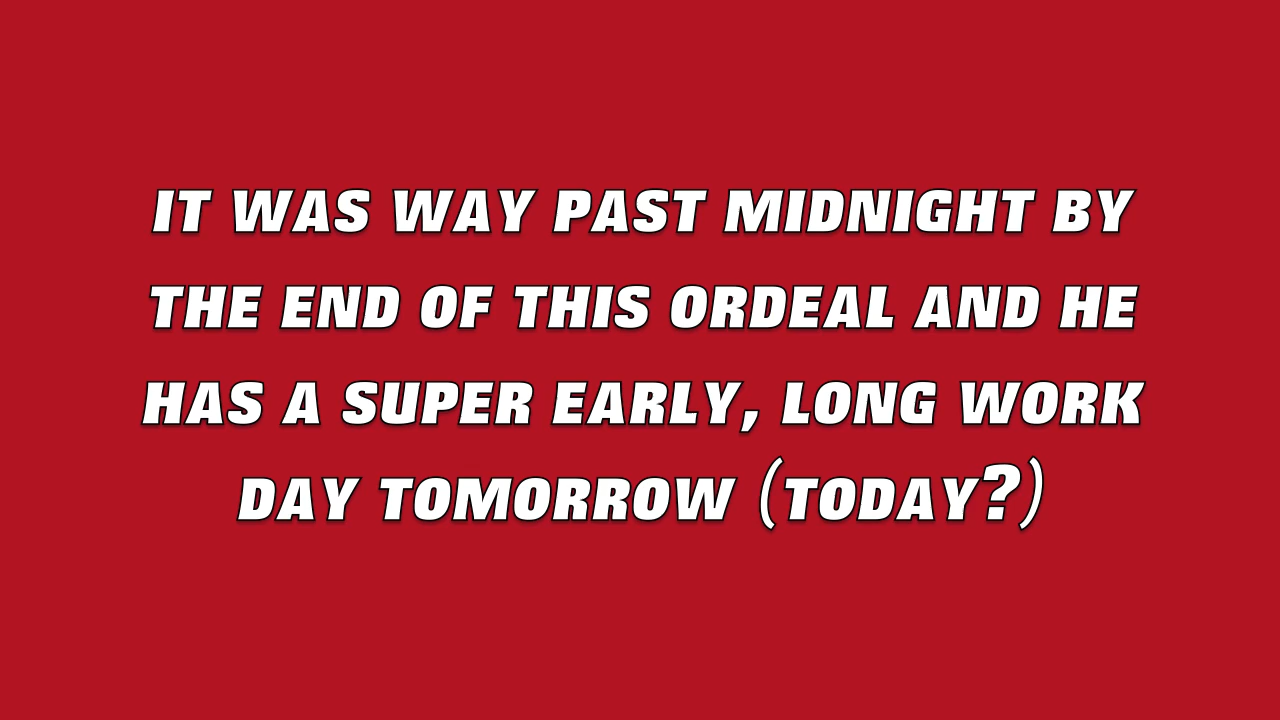 IT WAS WAY PAST MIDNIGHT BY
THE END OF THIS ORDEAL AND HE
HAS A SUPER EARLY, LONG WORK
DAY TOMORROW (TODAY?)